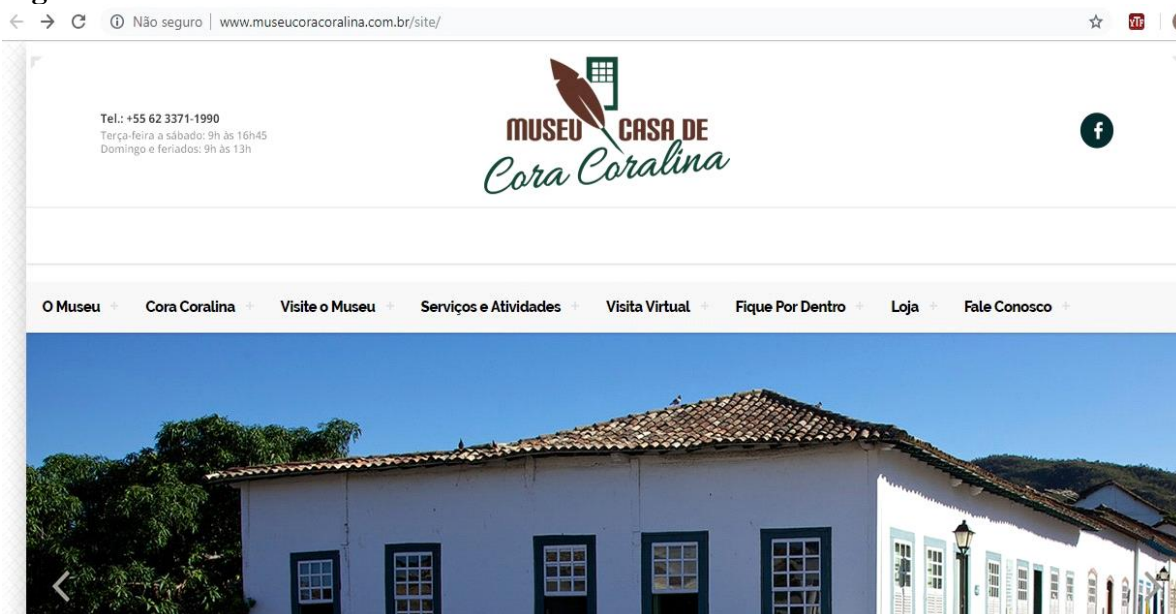 Não seguro | www.museucoracoralina.com.br/site/
YTP
Tel.: +55 62 3371-1990
Terça-feira a sábado: 9h às 16h45
Domingo e feriados: 9h às 13h
MUSEU CASA DE
Cora Coralina
f
O Museu + Cora Coralina + Visite o Museu + Serviços e Atividades + Visita Virtual + Fique Por Dentro + Loja + Fale Conosco +